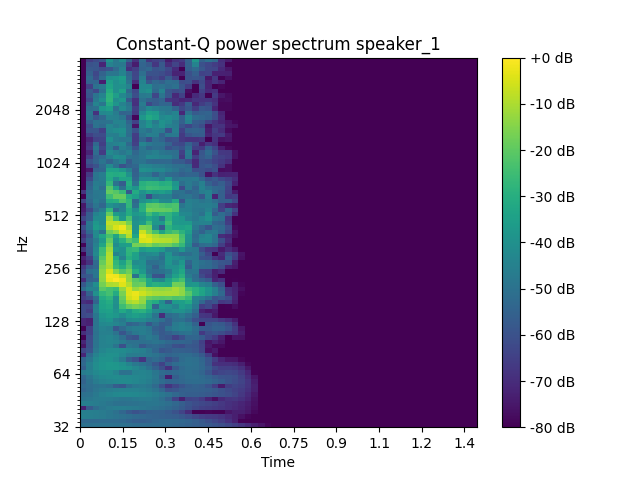 Constant-Q power spectrum speaker_1
Hz
2048
1024
512
256
128
64
32
0 0.15 0.3 0.45 0.6 0.75 0.9 1.1 1.2 1.4
Time
+0 dB
-10 dB
-20 dB
-30 dB
-40 dB
-50 dB
-60 dB
-70 dB
-80 dB